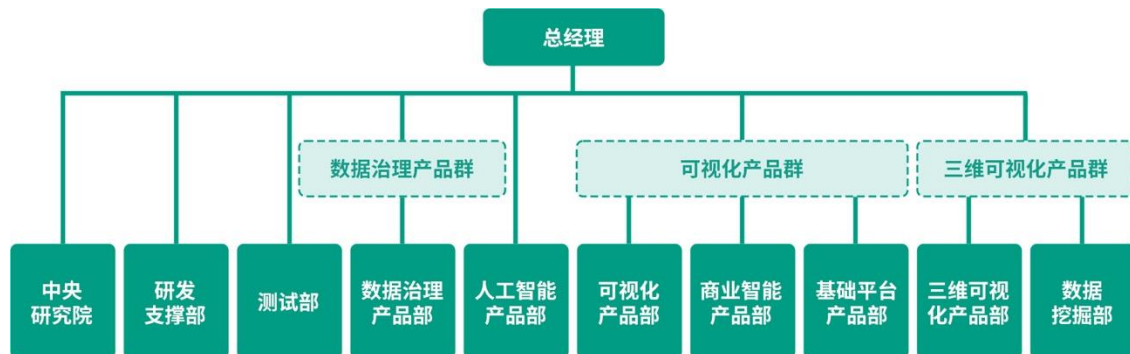 总经理
数据治理产品群
可视化产品群
三维可视化产品群
中央
研究院
研发
支撑部
测试部
数据治理
产品部
人工智能
产品部
可视化
产品部
商业智能
产品部
基础平台
产品部
三维可视
化产品部
数据
挖掘部